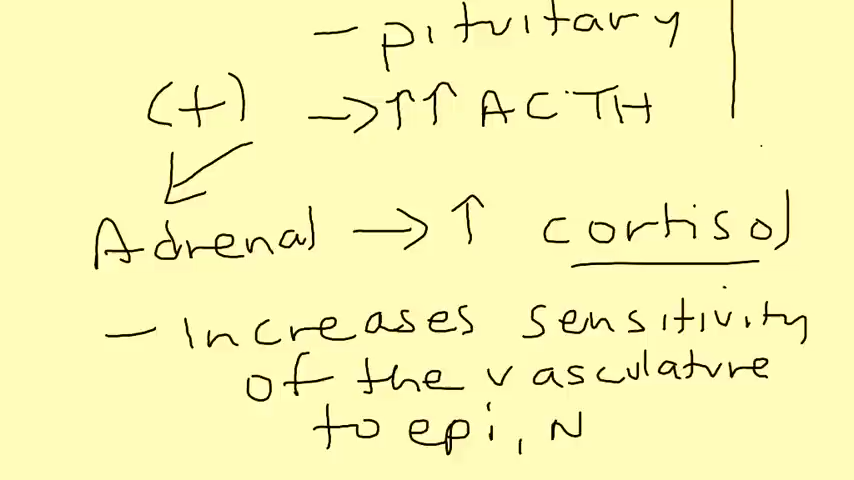 - pituitary
(+) → ↑↑ ACTH
Adrenal → ↑ cortisol
- Increases sensitivity
of the vasculature
to epi, N